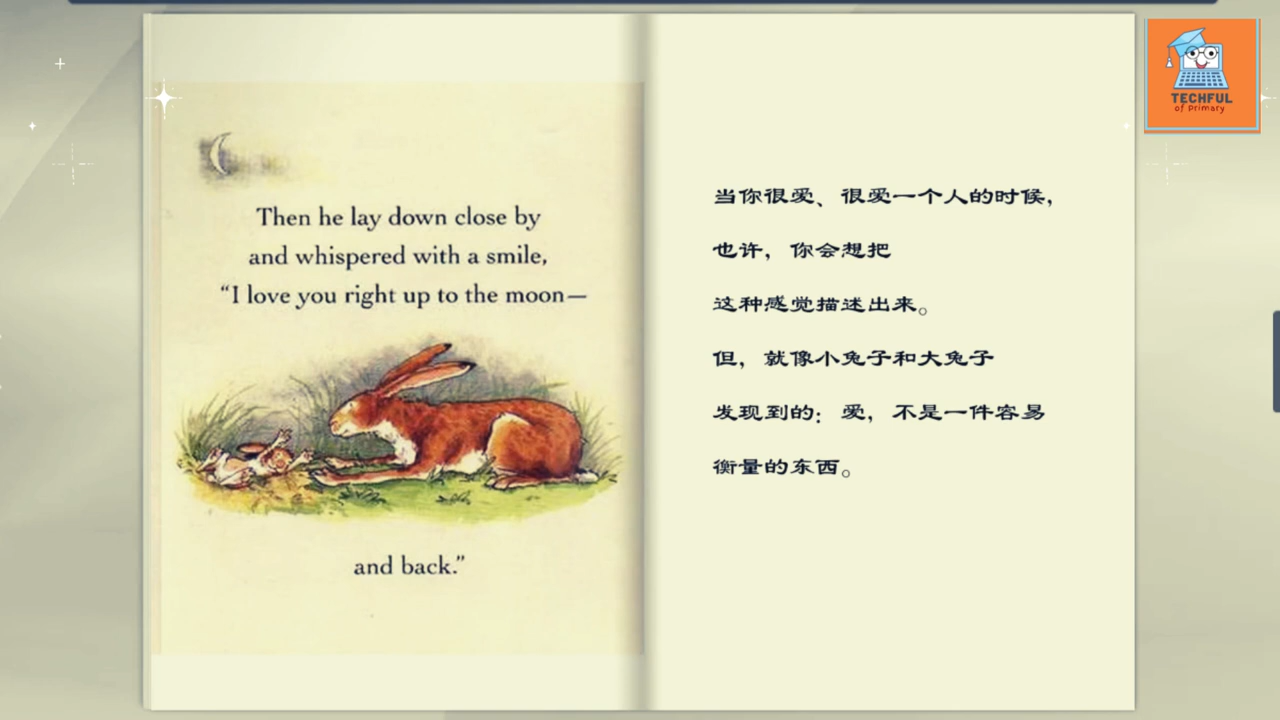 Then he lay down close by
and whispered with a smile,
“I love you right up to the moon—
and back.”
当你很爱、很爱一个人的时候，
也许，你会想把
这种感觉描述出来。
但，就像小兔子和大兔子
发现到的：爱，不是一件容易
衡量的东西。
TECHFUL
of Primary